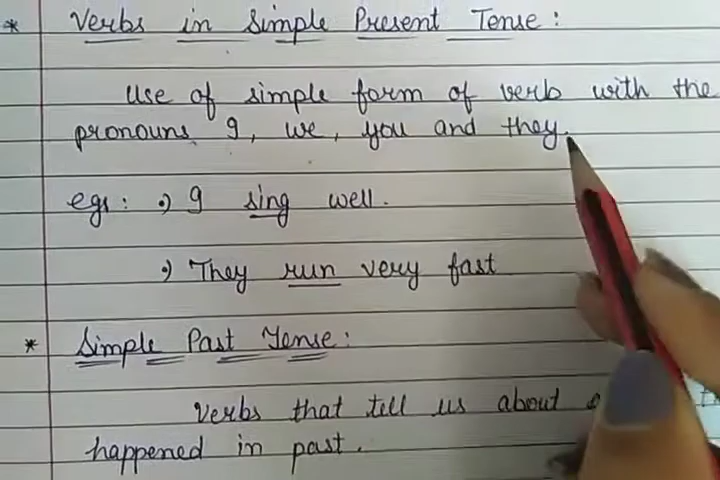 * Verbs in Simple Present Tense :
Use of simple form of verb with the
pronouns I, we, you and they.
egs : •) I sing well.
•) They run very fast
* Simple Past Tense :
Verbs that tell us about
happened in past.